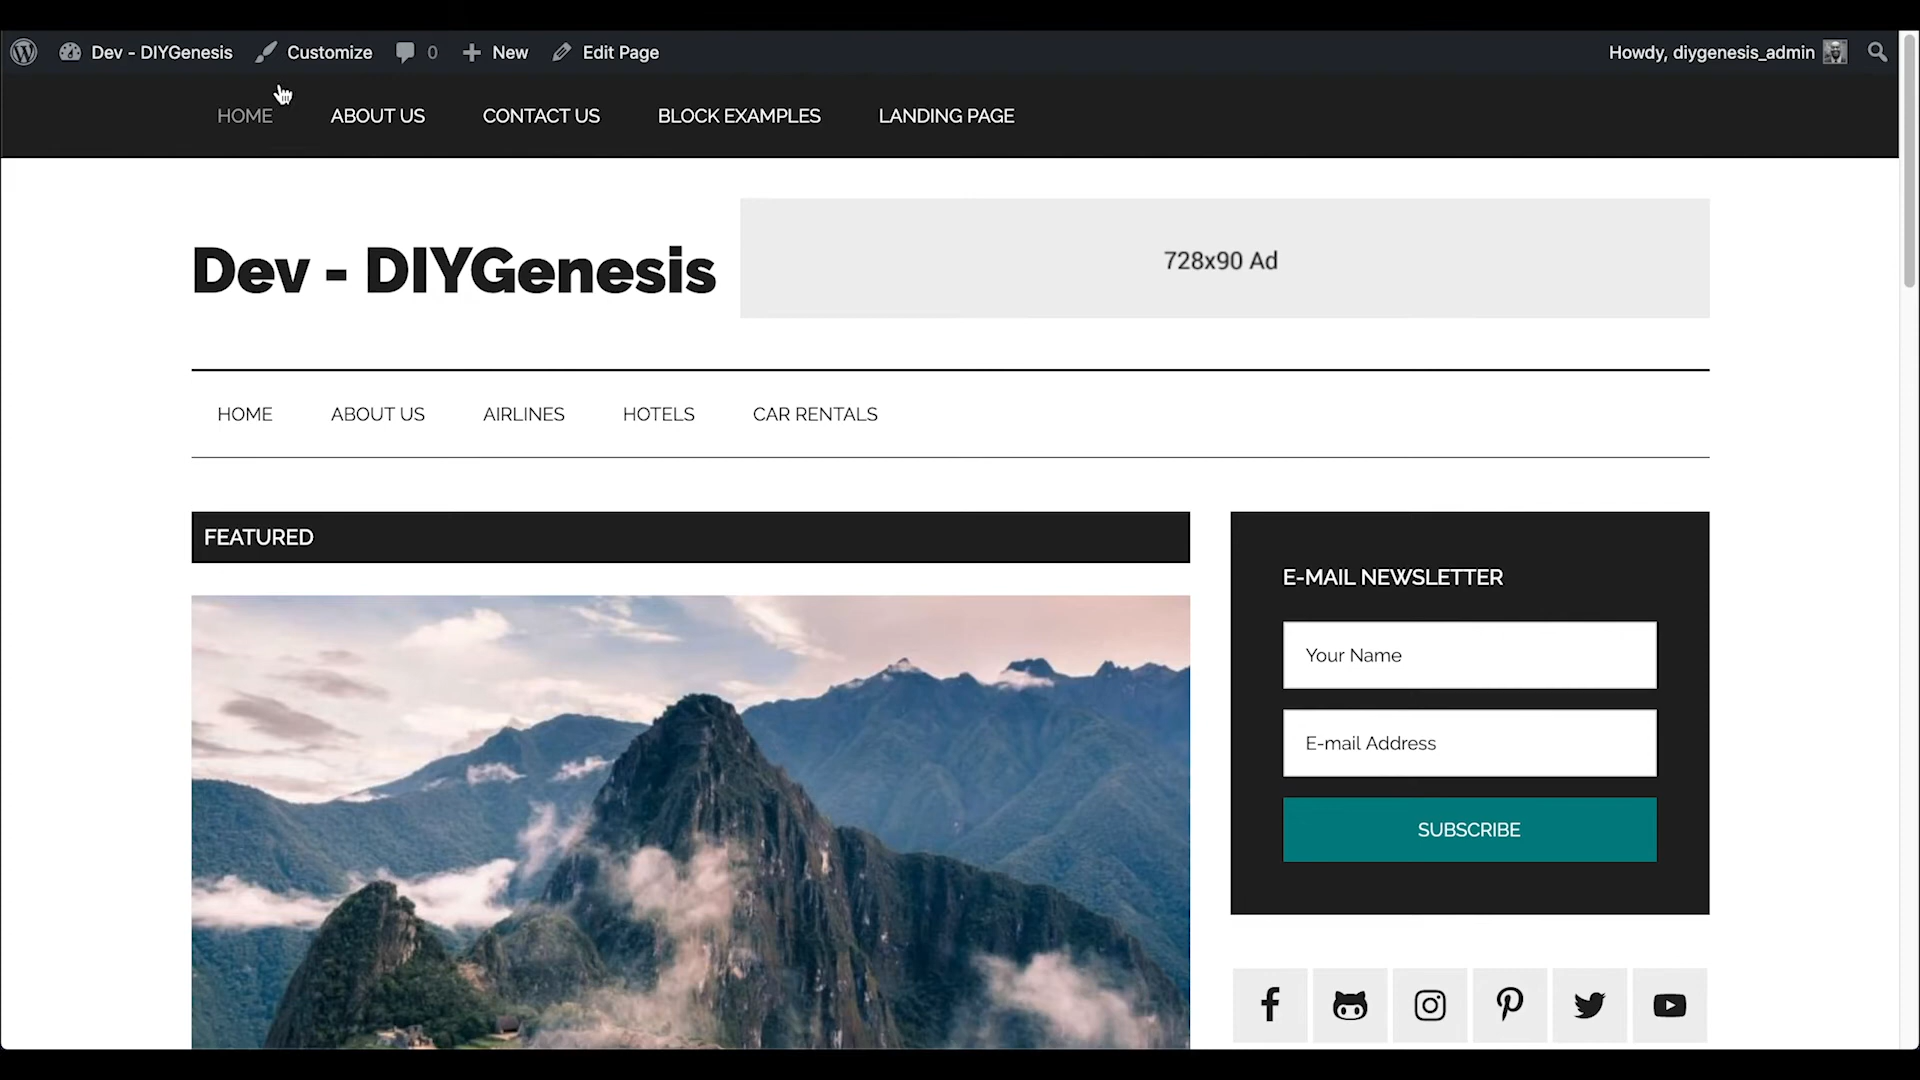 Dev - DIYGenesis Customize 0 New Edit Page Howdy, diygenesis_admin
HOME ABOUT US CONTACT US BLOCK EXAMPLES LANDING PAGE
Dev - DIYGenesis
728x90 Ad
HOME ABOUT US AIRLINES HOTELS CAR RENTALS
FEATURED
E-MAIL NEWSLETTER
Your Name
E-mail Address
SUBSCRIBE